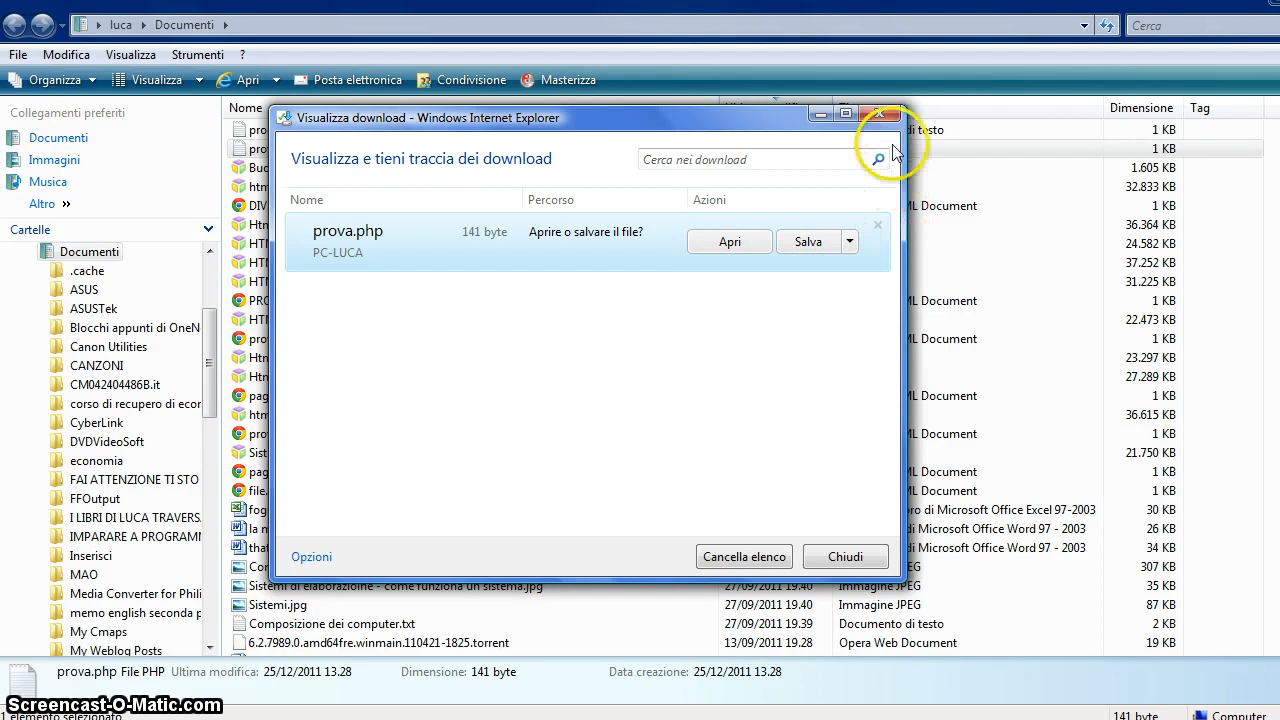 luca ▸ Documenti ▸
Cerca
File Modifica Visualizza Strumenti ?
Organizza Visualizza Apri Posta elettronica Condivisione Masterizza
Collegamenti preferiti
Documenti
Immagini
Musica
Altro »
Cartelle
Documenti
.cache
ASUS
ASUSTek
Blocchi appunti di OneN
Canon Utilities
CANZONI
CM042404486B.it
corso di recupero di ecor
CyberLink
DVDVideoSoft
economia
FAI ATTENZIONE TI STO
FFOutput
I LIBRI DI LUCA TRAVERS
IMPARARE A PROGRAMM
Inserisci
MAO
Media Converter for Phili
memo english seconda p
My Cmaps
My Weblog Posts
Nome Dimensione Tag
di testo 1 KB
1 KB
1.605 KB
32.833 KB
ML Document 1 KB
36.364 KB
24.582 KB
37.252 KB
31.225 KB
ML Document 1 KB
22.473 KB
ML Document 1 KB
23.297 KB
27.289 KB
ML Document 1 KB
36.615 KB
ML Document 1 KB
21.750 KB
ML Document 1 KB
file. ML Document 1 KB
fog ro di Microsoft Office Excel 97-2003 30 KB
la m di Microsoft Office Word 97 - 2003 26 KB
that di Microsoft Office Word 97 - 2003 34 KB
307 KB
Sistemi di elaborazioine - come funziona un sistema.jpg 27/09/2011 19.40 Immagine JPEG 35 KB
Sistemi.jpg 27/09/2011 19.40 Immagine JPEG 87 KB
Composizione dei computer.txt 27/09/2011 19.39 Documento di testo 2 KB
6.2.7989.0.amd64fre.winmain.110421-1825.torrent 13/09/2011 19.28 Opera Web Document 19 KB
Visualizza download - Windows Internet Explorer
Visualizza e tieni traccia dei download
Cerca nei download
Nome Percorso Azioni
prova.php 141 byte Aprire o salvare il file? Apri Salva
PC-LUCA
Opzioni Cancella elenco Chiudi
prova.php Ultima modifica: 25/12/2011 13.28 Dimensione: 141 byte Data creazione: 25/12/2011 13.28
File PHP
Screencast-O-Matic.com
1 elemento selezionato 141 byte Computer